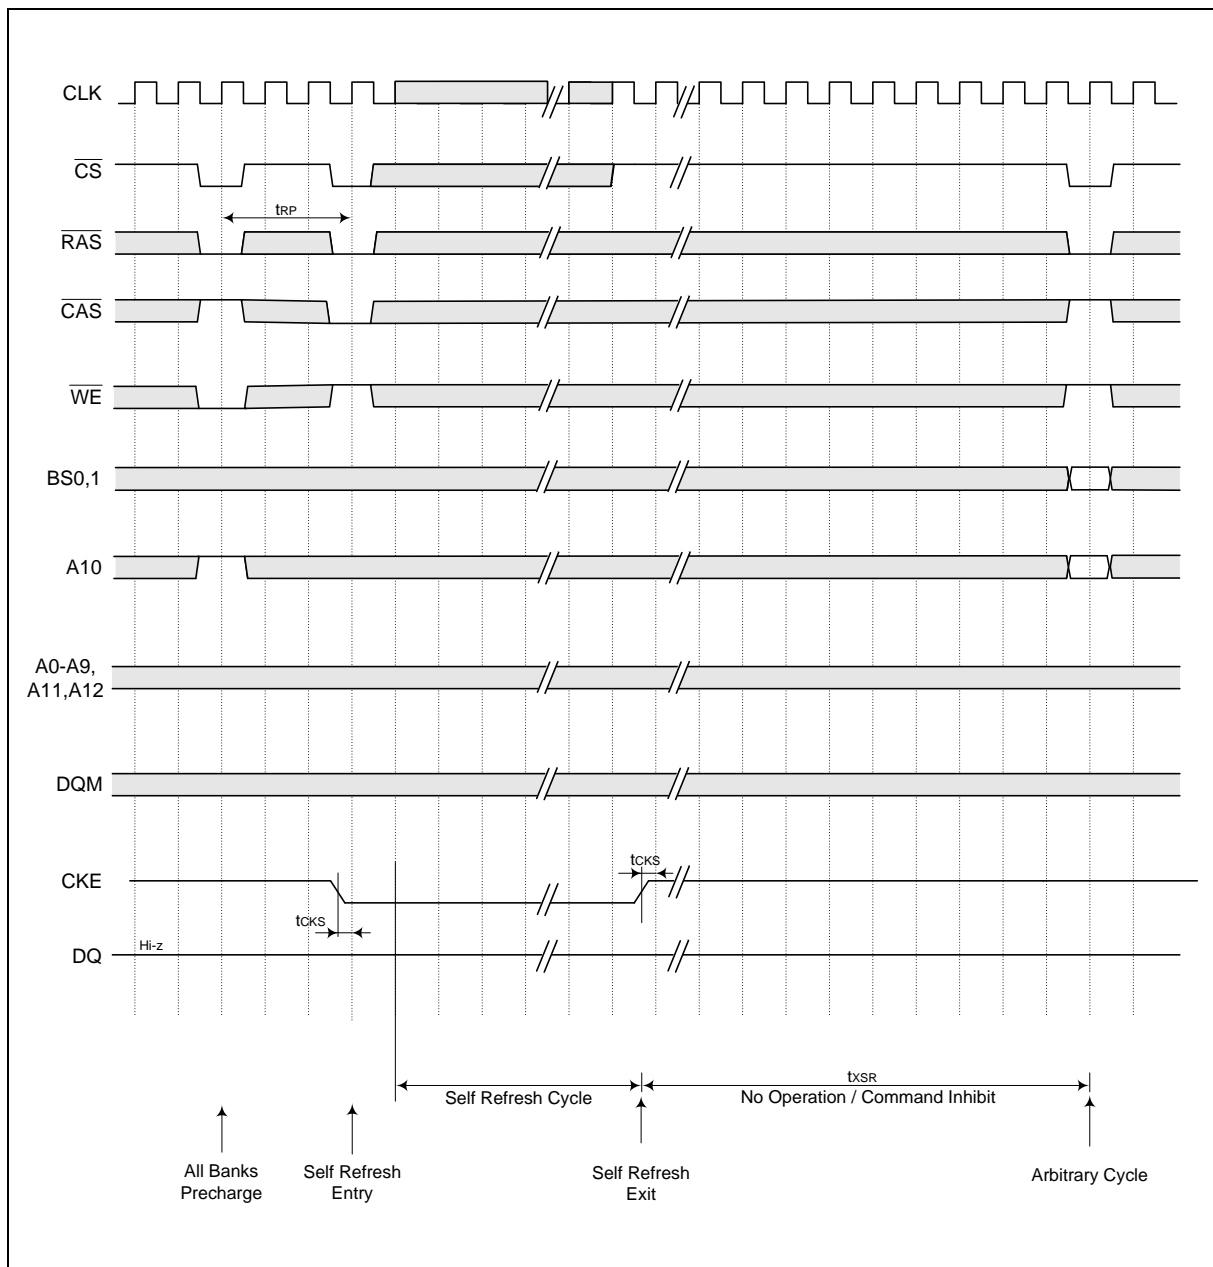 CLK
CS
tRP
RAS
CAS
WE
BS0,1
A10
A0-A9,
A11,A12
DQM
tCKS
CKE
tCKS
Hi-z
DQ
tXSR
Self Refresh Cycle
No Operation / Command Inhibit
All Banks
Precharge
Self Refresh
Entry
Self Refresh
Exit
Arbitrary Cycle